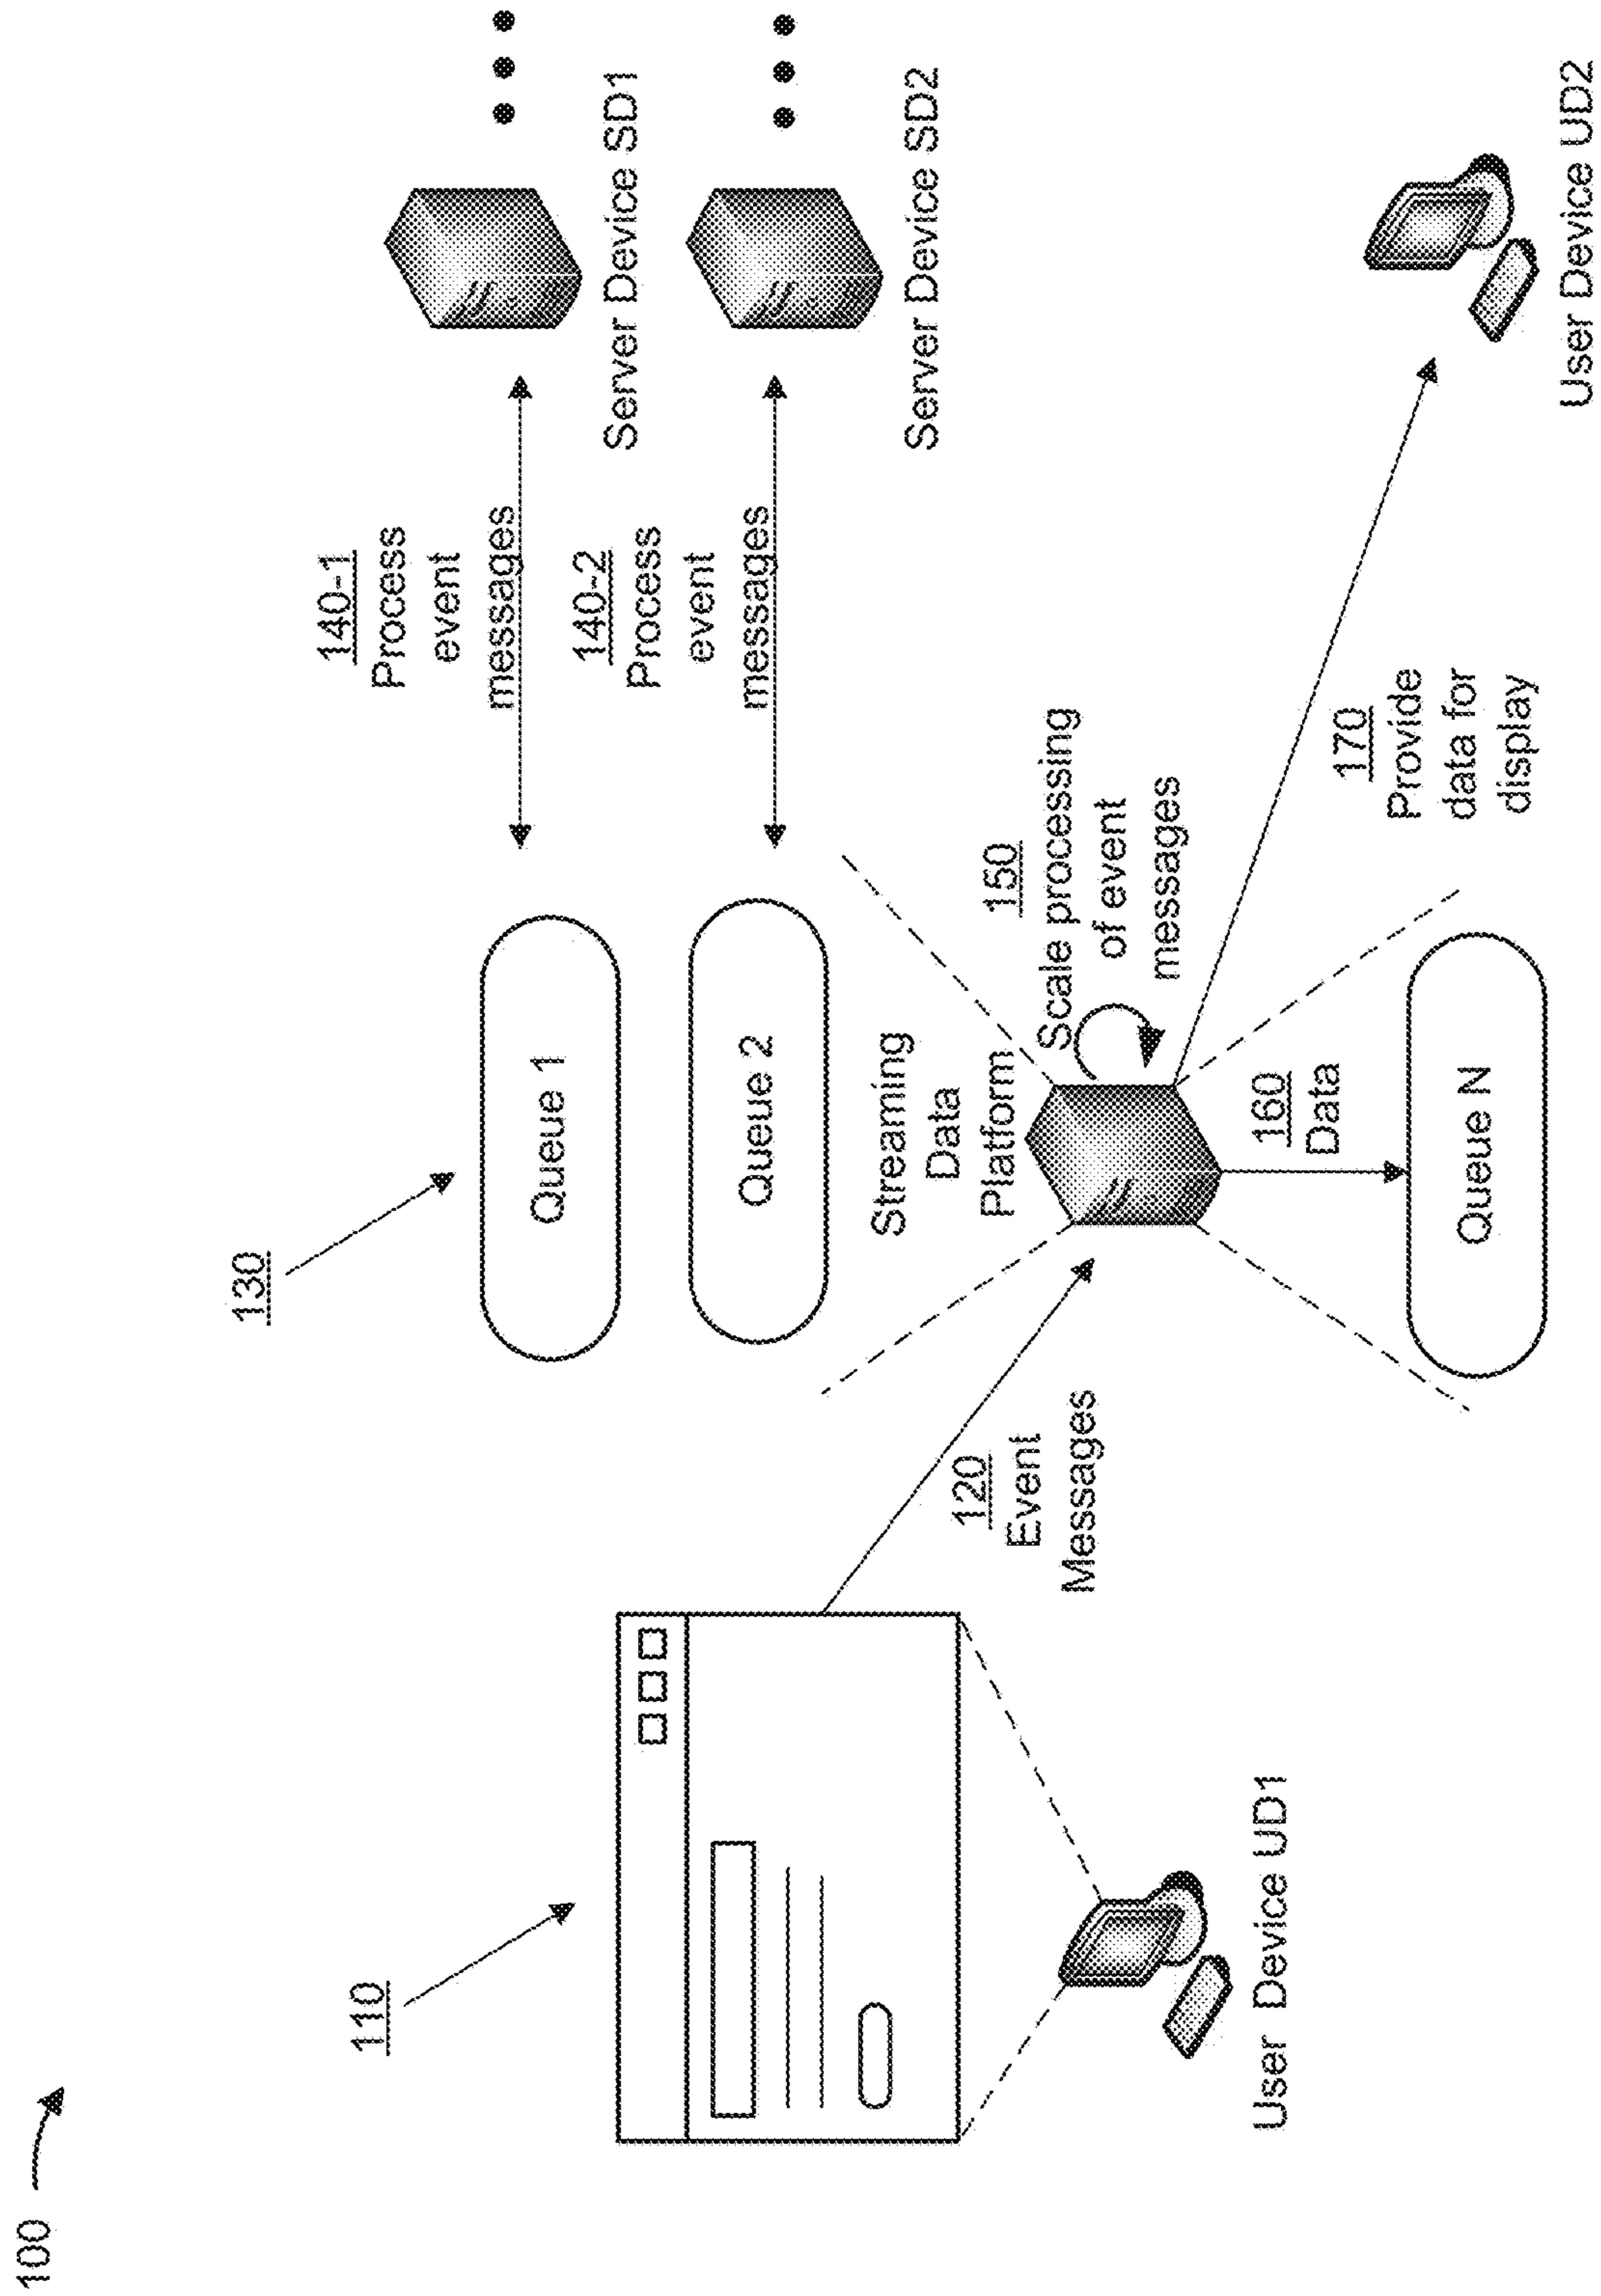 100
110
User Device UD1
120
Event
Messages
130
Queue 1
Queue 2
Streaming
Data
Platform
150
Scale processing
of event
messages
160
Data
Queue N
140-1
Process
event
messages
140-2
Process
event
messages
Server Device SD1
Server Device SD2
170
Provide
data for
display
User Device UD2